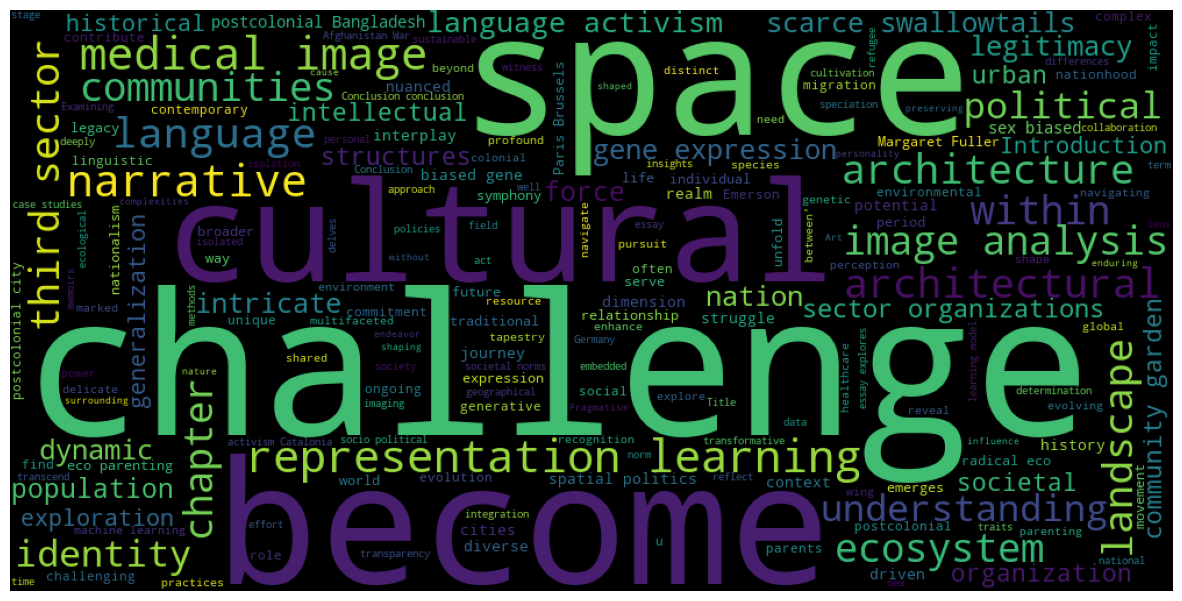 stage
historical
postcolonial Bangladesh
language activism
scarce swallowtails
complex
contribute
Afghanistan War
sustainable
medical image
space
refugee
legitimacy
differences
impact
communities
cause
beyond
witness
distinct
cultivation
migration
urban
nationhood
Examining
contemporary
Conclusion conclusion
nuanced
shaped
speciation
preserving
political
third sector
legacy
deeply
intellectual
Paris Brussels
need
sex biased
collaboration
language
personal
interplay
profound
Margaret Fuller
Introduction
linguistic
isolation
structures
colonial
gene expression
insights
species
personality
term
narrative
Conclusion
biased gene
approach
well
life
individual
architecture
environmental
navigating
case studies
complexities
cultural
symphony
force
realm
Emerson
genetic
potential
within
nationalism
broader
isolated
way
policies
field
essay
navigate
pursuit
unfold
between'
Art
period
lens
ecological
memoirs
delves
without
act
often
serve
perception
image analysis
shape
enduring
generalization
marked
methods
environment
future
resource
dimension
nation
architectural
postcolonial city
intricate
commitment
relationship
sector organizations
unique
multifaceted
traditional
enhance
struggle
global
challenge
endeavor
tapestry
Germany
power
shared
shaping
journey
societal norms
embedded
healthcare
essay explores
learning model
landscape
community garden
delicate
nature
society
expression
geographical
social
determination
surrounding
ongoing
imaging
generative
Pragmatism
explore
Title
reveal
evolving
chapter
data
influence
dynamic
activism Catalonia
socio political
recognition
transformative
norm
history
find
eco parenting
representation learning
radical eco
movement
transcend
world
evolution
spatial politics
reflect
context
wing
emerges
societal
population
become
understanding
exploration
machine learning
effort
integration
cities
postcolonial
traits
parenting
identity
transparency
role
diverse
u
parents
ecosystem
national
time
challenging
practices
driven
new
organization